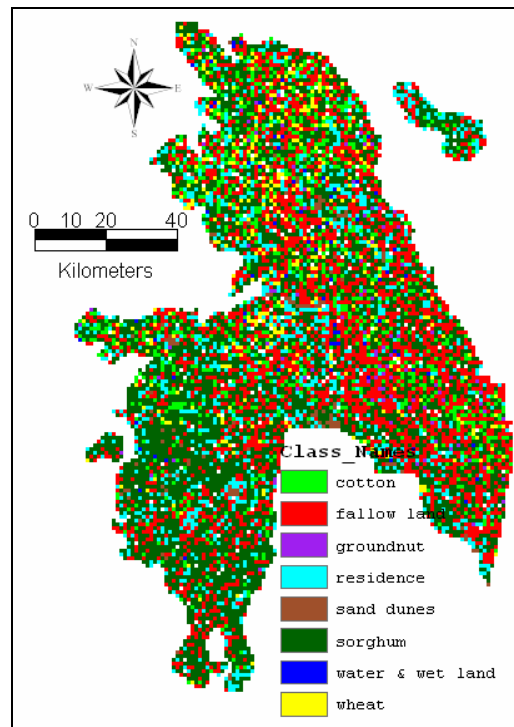 N
W E
S
0 10 20 40
Kilometers
Class_Names
cotton
fallow land
groundnut
residence
sand dunes
sorghum
water & wet land
wheat